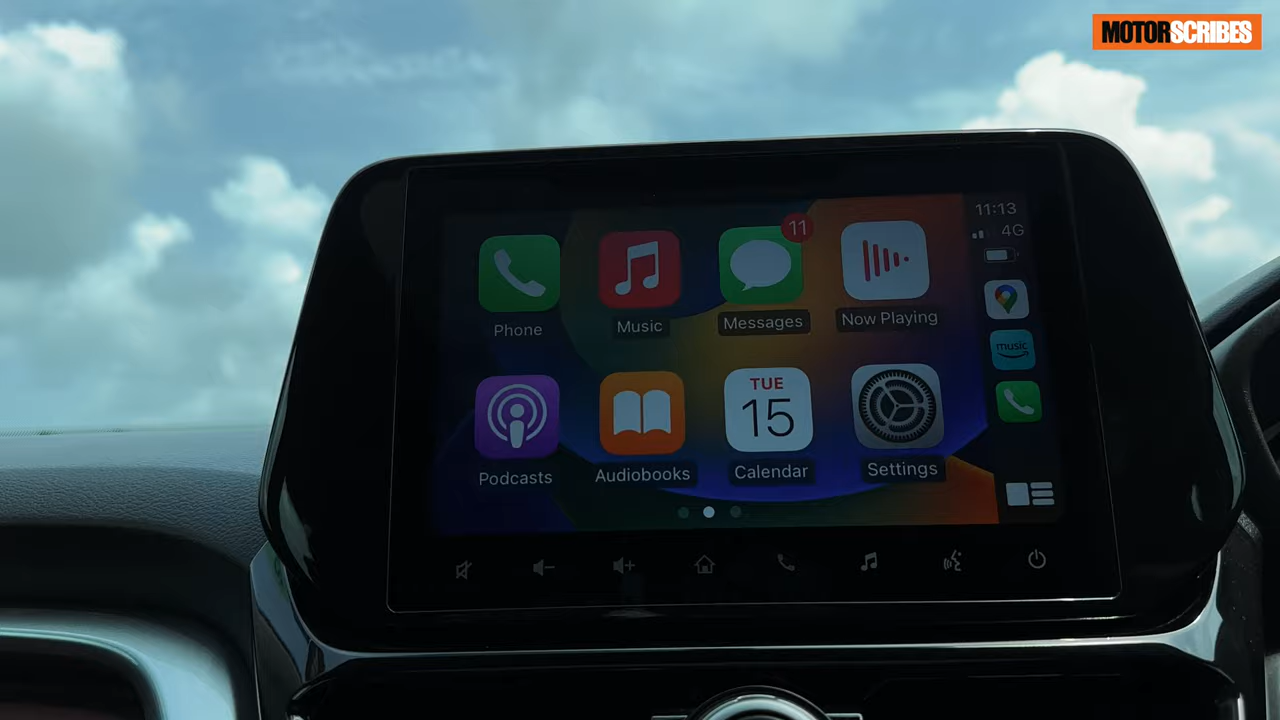 MOTORSCRIBES
11:13
4G
11
Phone
Music
Messages
Now Playing
music
TUE
15
Podcasts
Audiobooks
Calendar
Settings